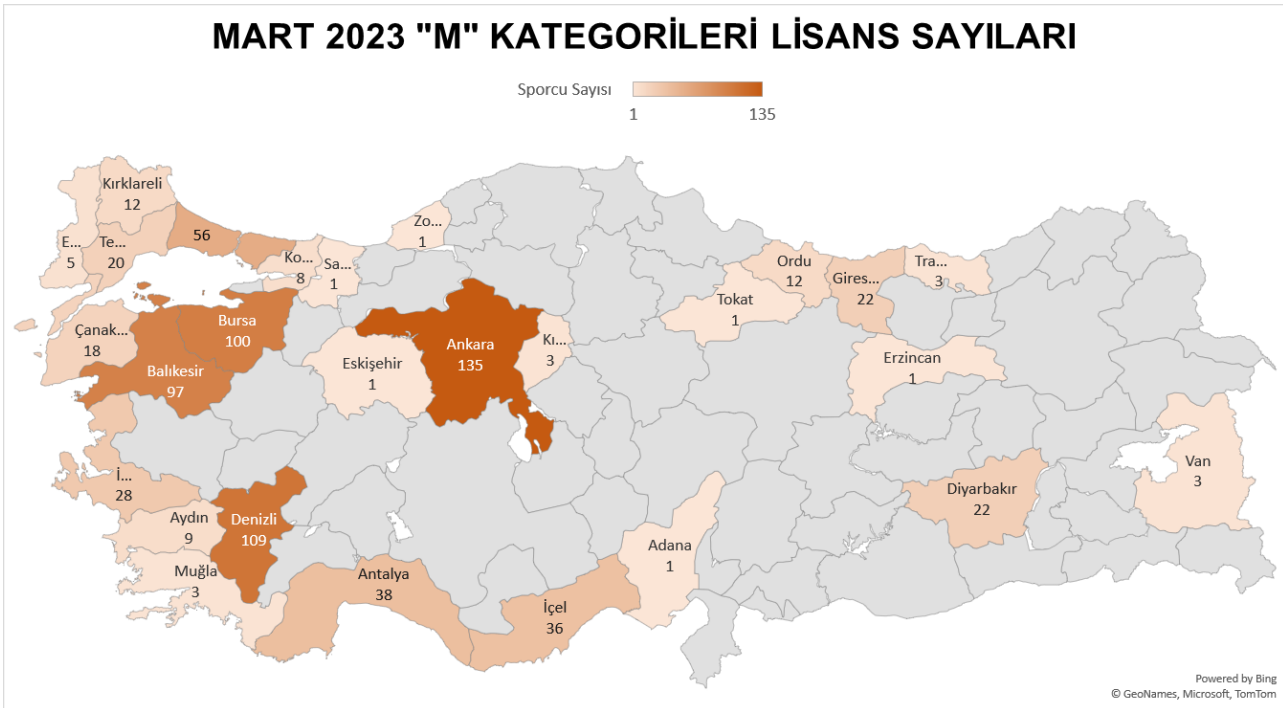 MART 2023 "M" KATEGORİLERİ LİSANS SAYILARI
Sporcu Sayısı
1
135
Kırklareli
12
E...
5
Te...
20
56
Ko...
8
Sa...
1
Zo...
1
Çanak...
18
Bursa
100
Balıkesir
97
Eskişehir
1
Ankara
135
Kı...
3
Tokat
1
Ordu
12
Gires...
22
Tra...
3
Erzincan
1
İ...
28
Aydın
9
Denizli
109
Muğla
3
Antalya
38
İçel
36
Adana
1
Diyarbakır
22
Van
3
Powered by Bing
© GeoNames, Microsoft, TomTom